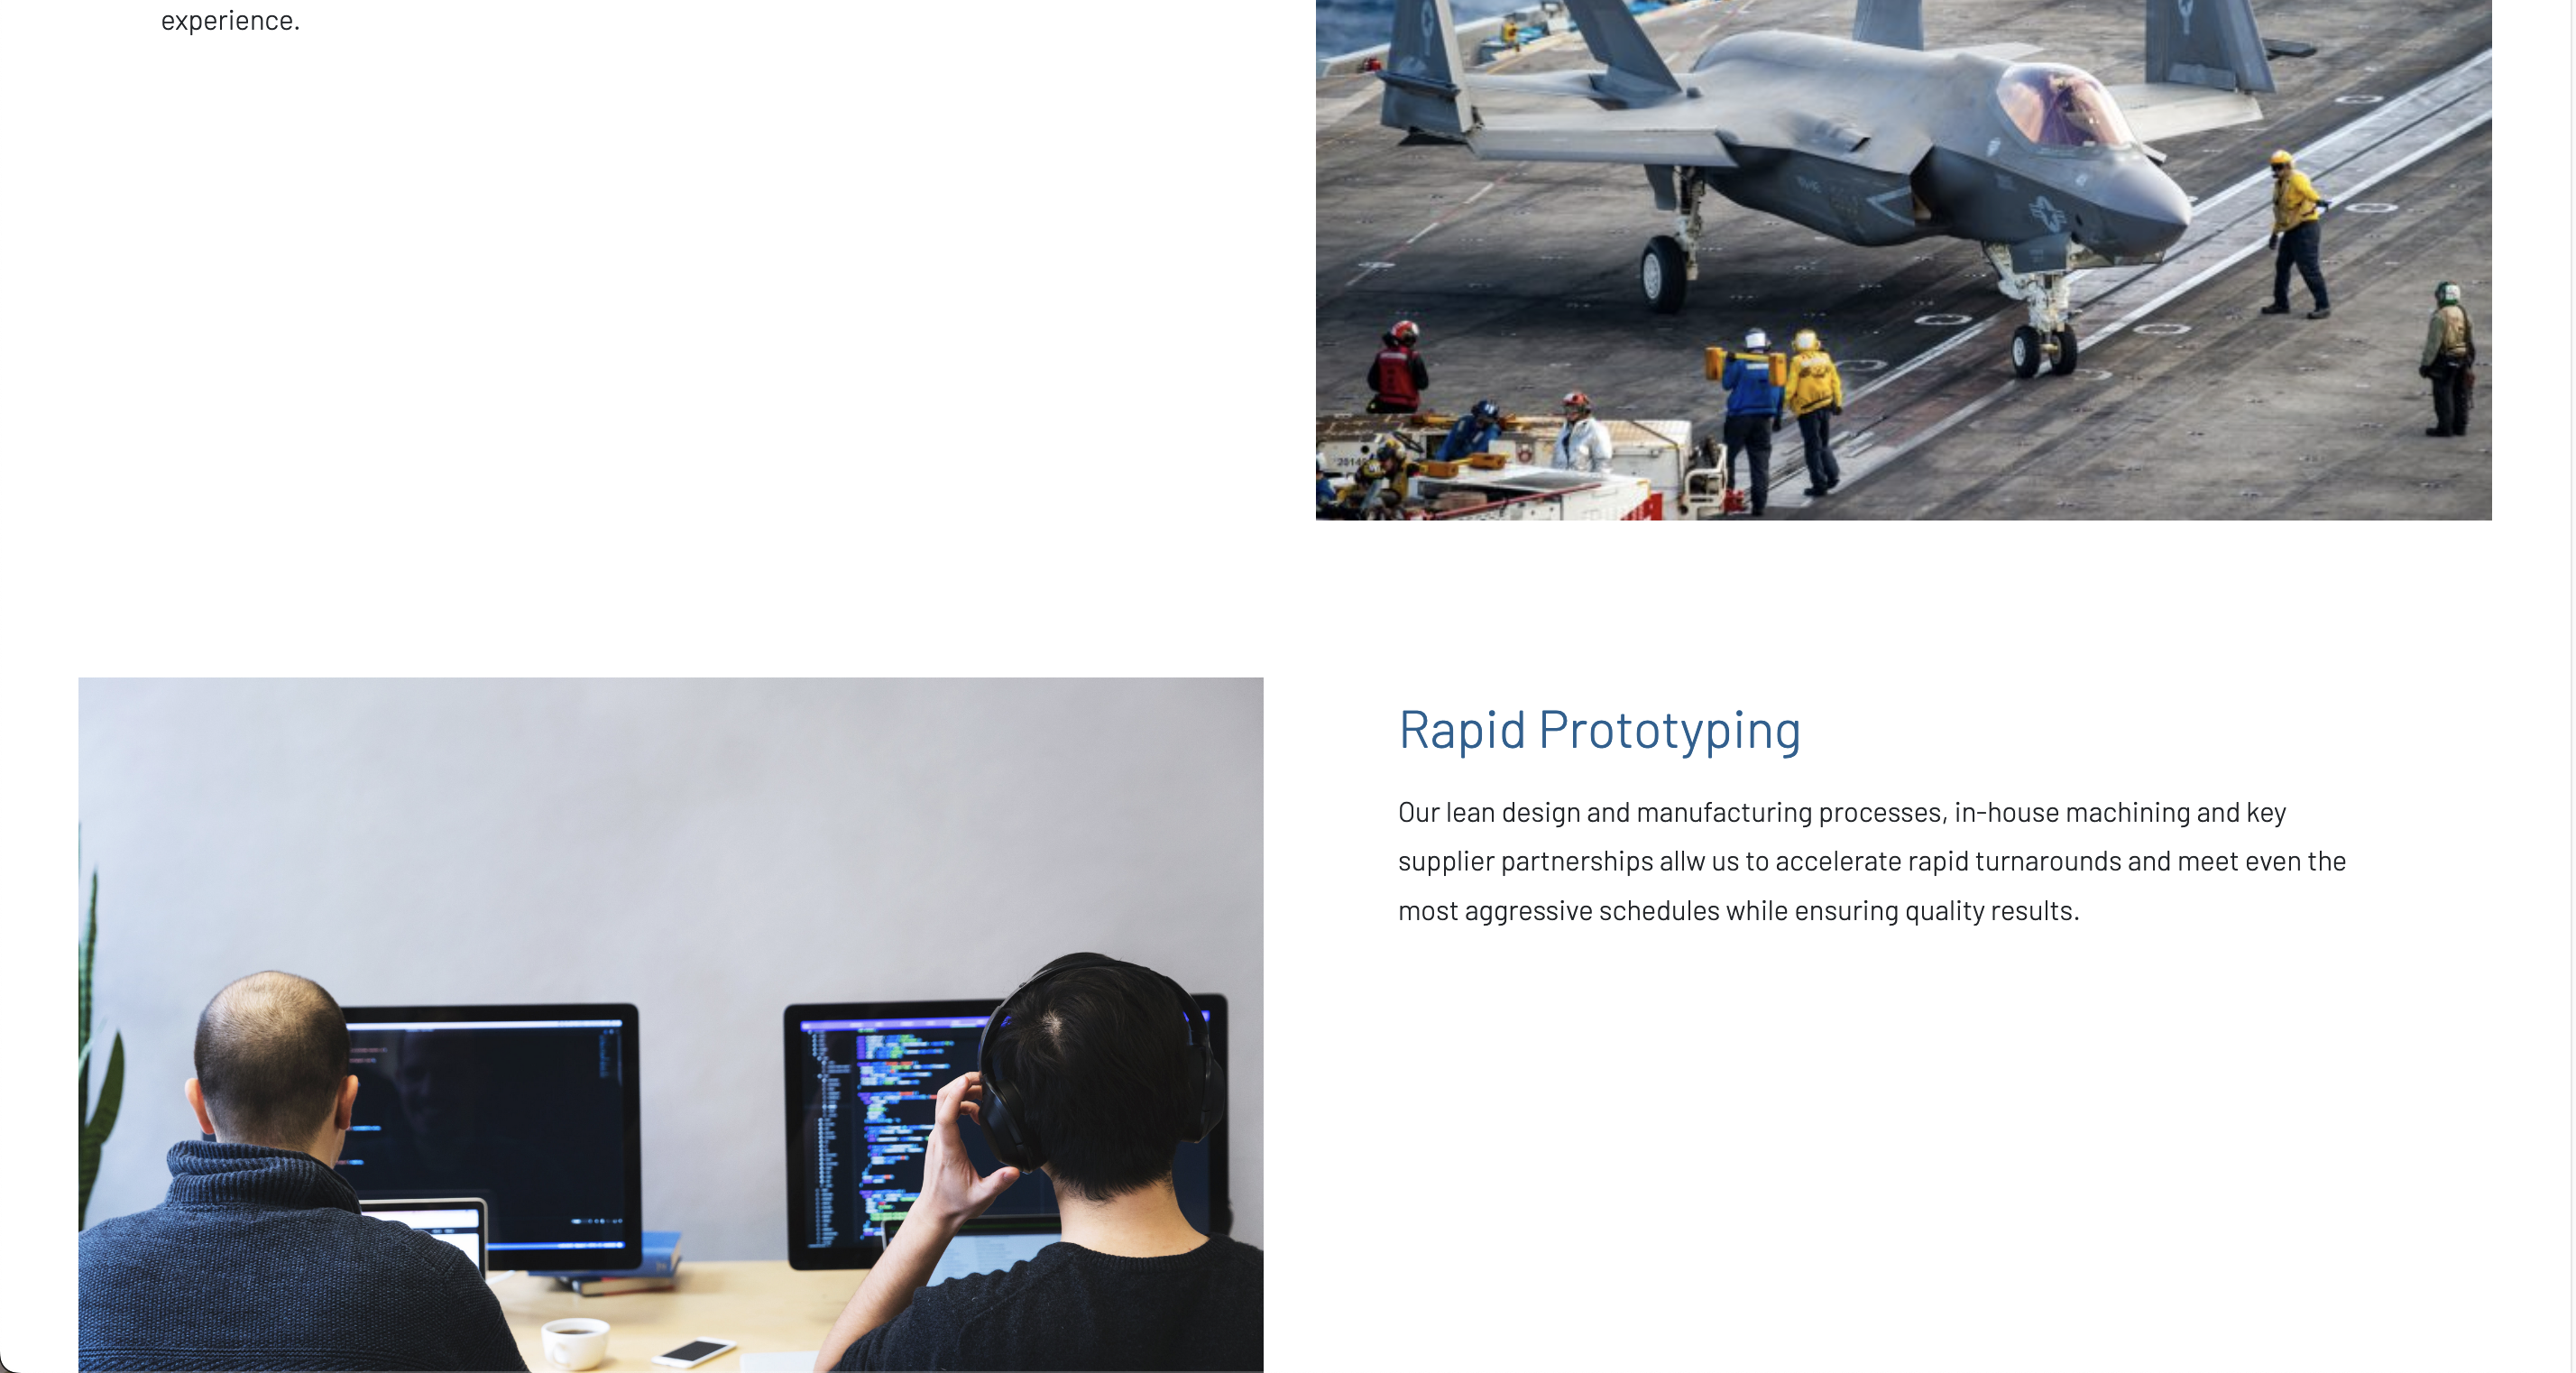 experience.
Rapid Prototyping
Our lean design and manufacturing processes, in-house machining and key
supplier partnerships allw us to accelerate rapid turnarounds and meet even the
most aggressive schedules while ensuring quality results.